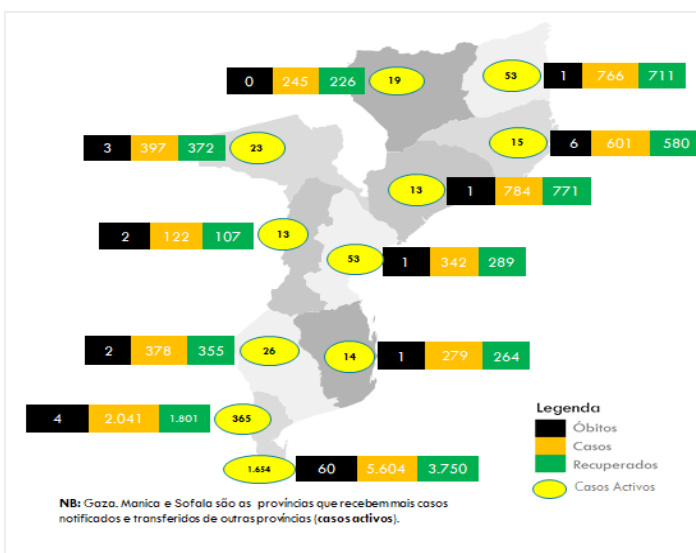 0 245 226 19
53 1 766 711
3 397 372 23
15 6 601 580
13 1 784 771
2 122 107 13
53 1 342 289
2 378 355 26
14 1 279 264
4 2.041 1.801 365
1.654 60 5.604 3.750
Legenda
Óbitos
Casos
Recuperados
Casos Activos
NB: Gaza. Manica e Sofala são as províncias que recebem mais casos
notificados e transferidos de outras províncias (casos activos).